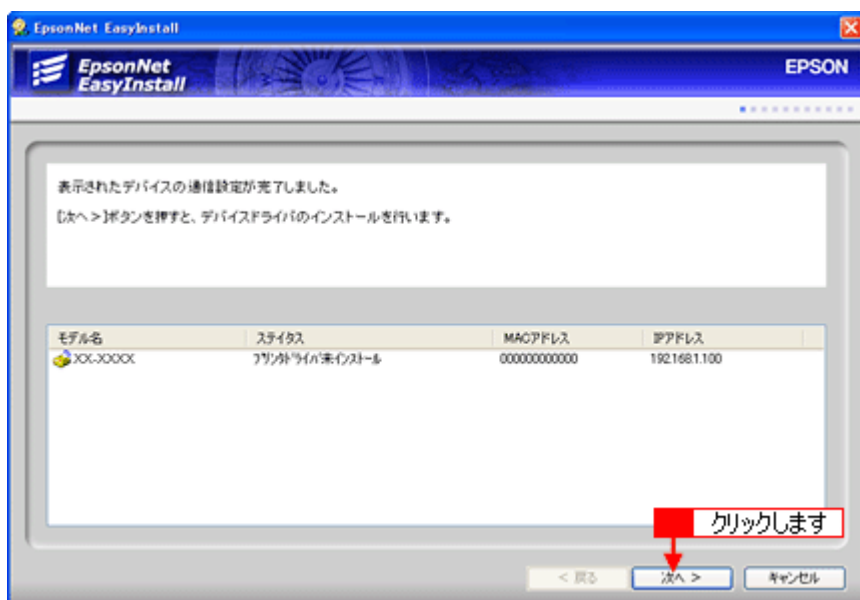 EpsonNet EasyInstall
EpsonNet
EasyInstall
EPSON
表示されたデバイスの通信設定が完了しました。
[次へ >]ボタンを押すと、デバイスドライバのインストールを行います。
モデル名 ステイタス MACアドレス IPアドレス
XX-XXXX プリンタドライバ未インストール 000000000000 192.168.1.100
クリックします
< 戻る 次へ > キャンセル